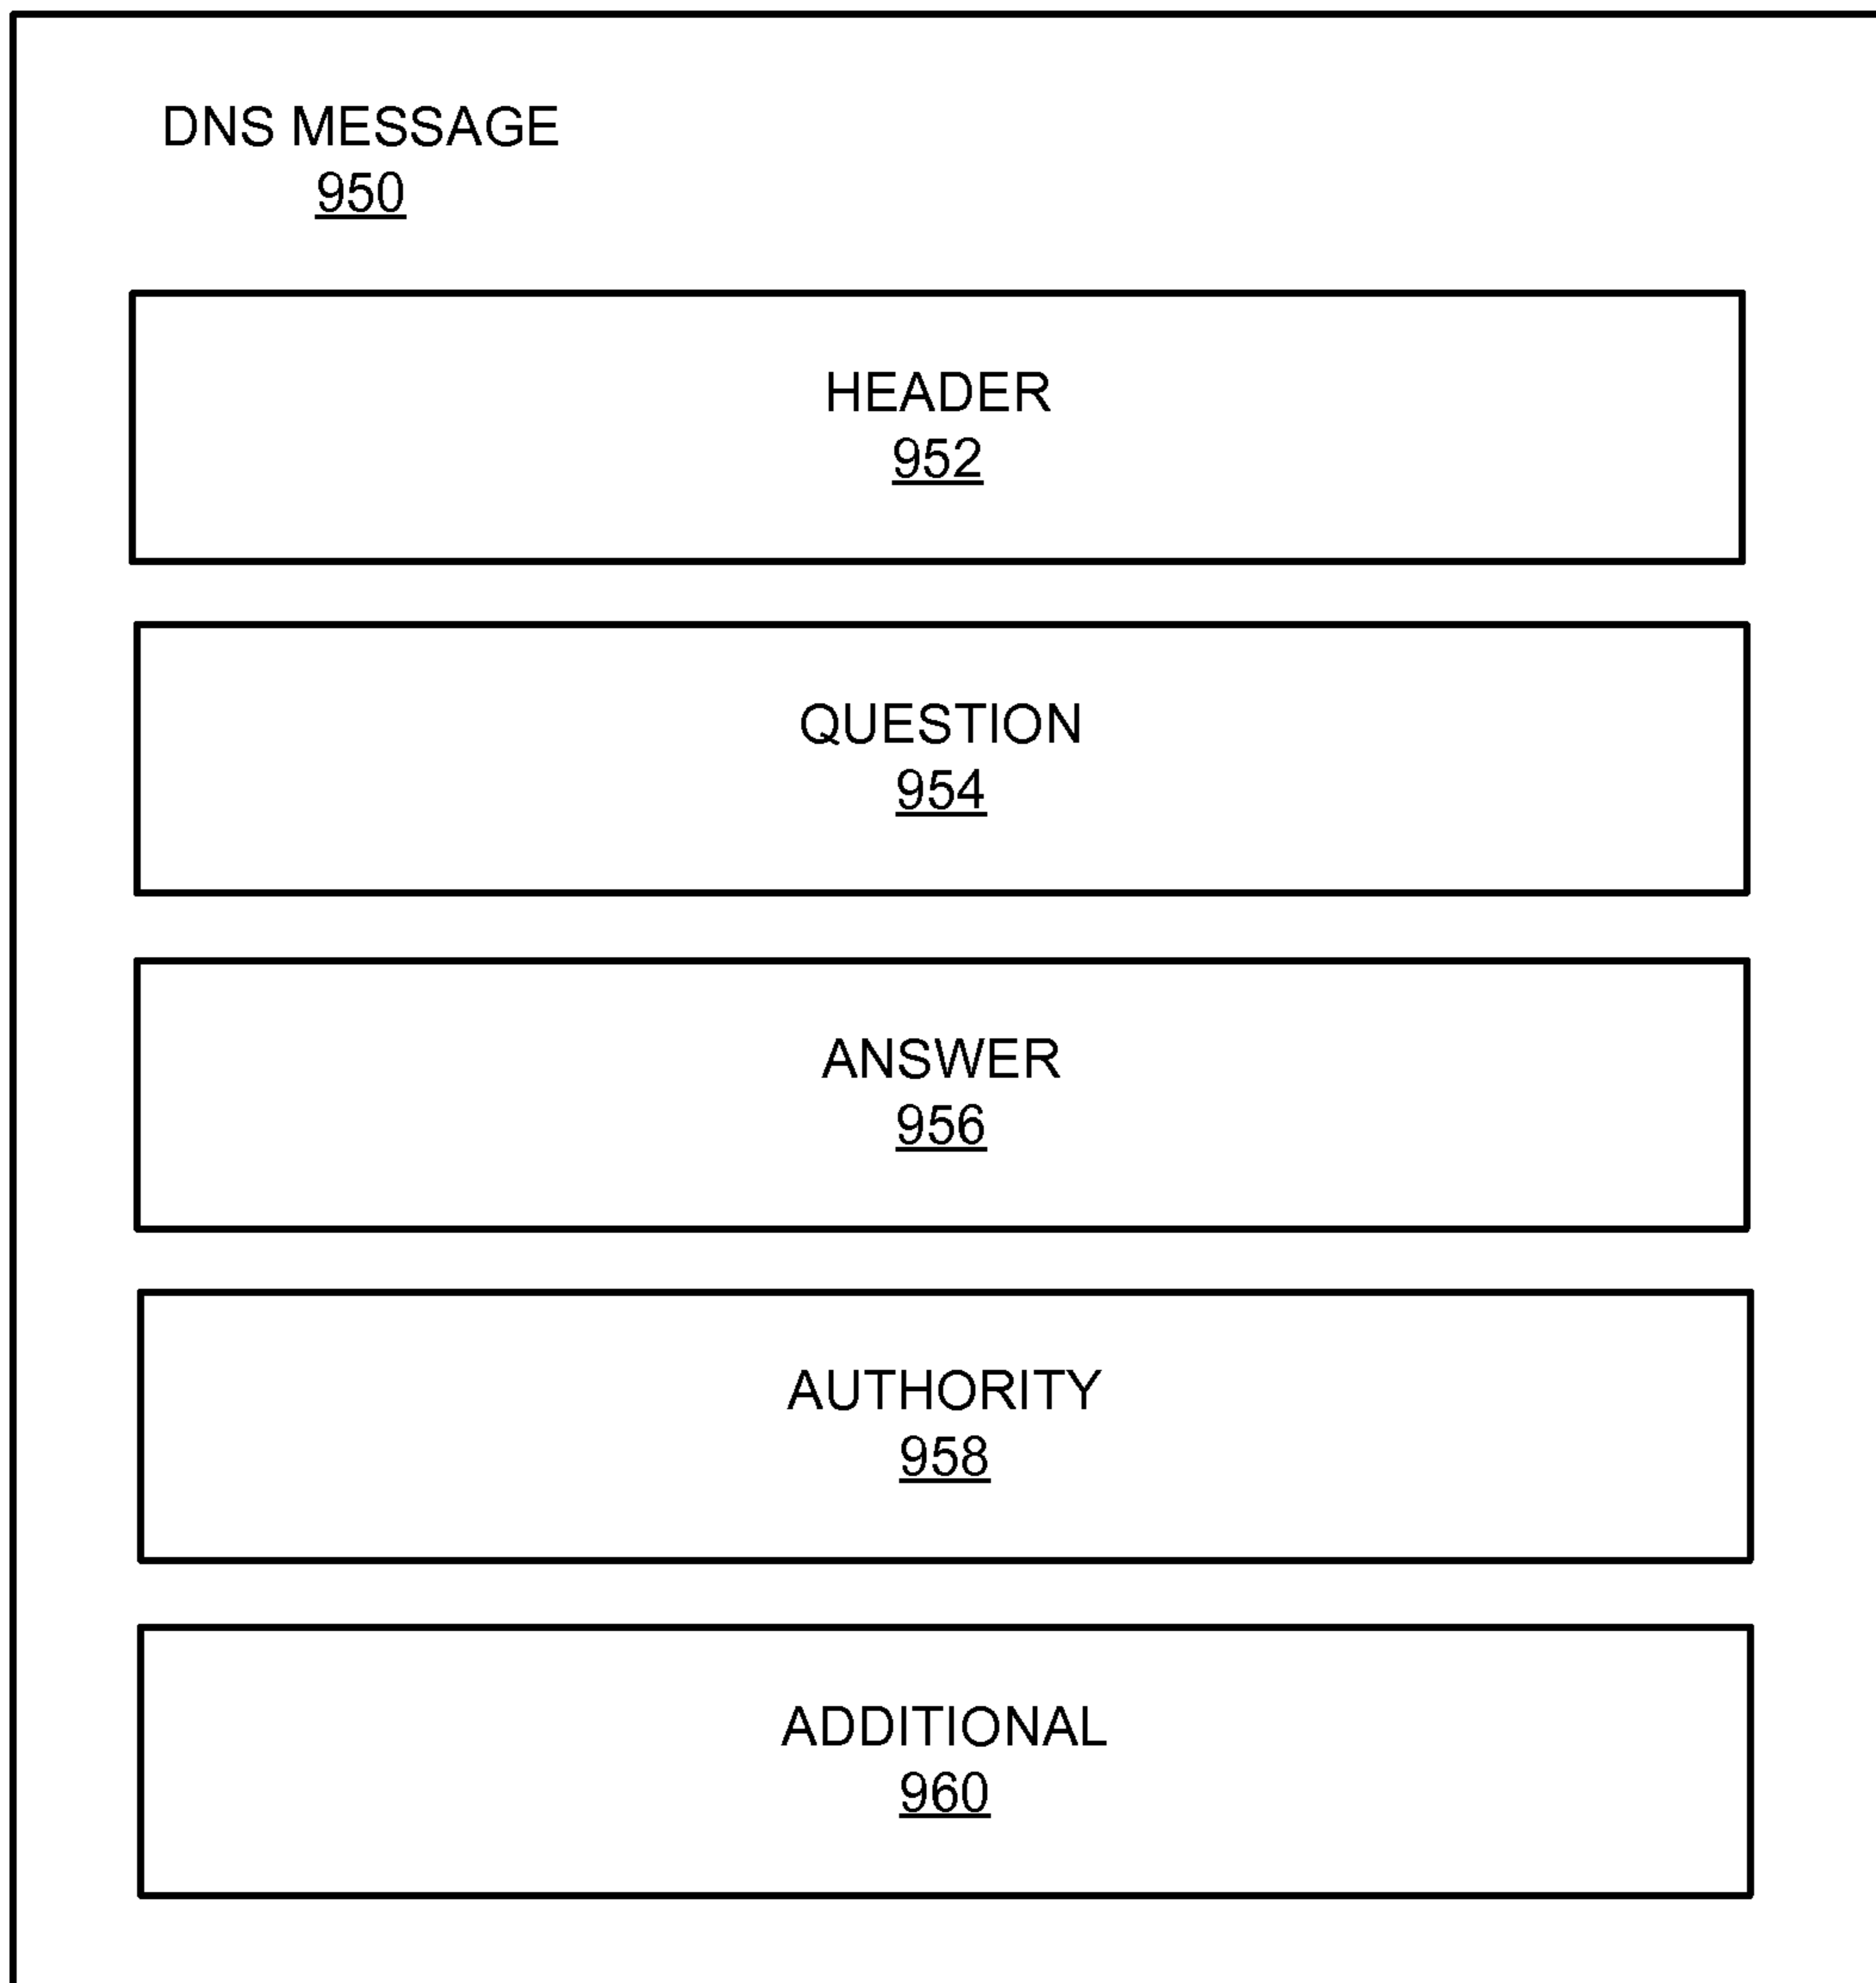 DNS MESSAGE
950
HEADER
952
QUESTION
954
ANSWER
956
AUTHORITY
958
ADDITIONAL
960